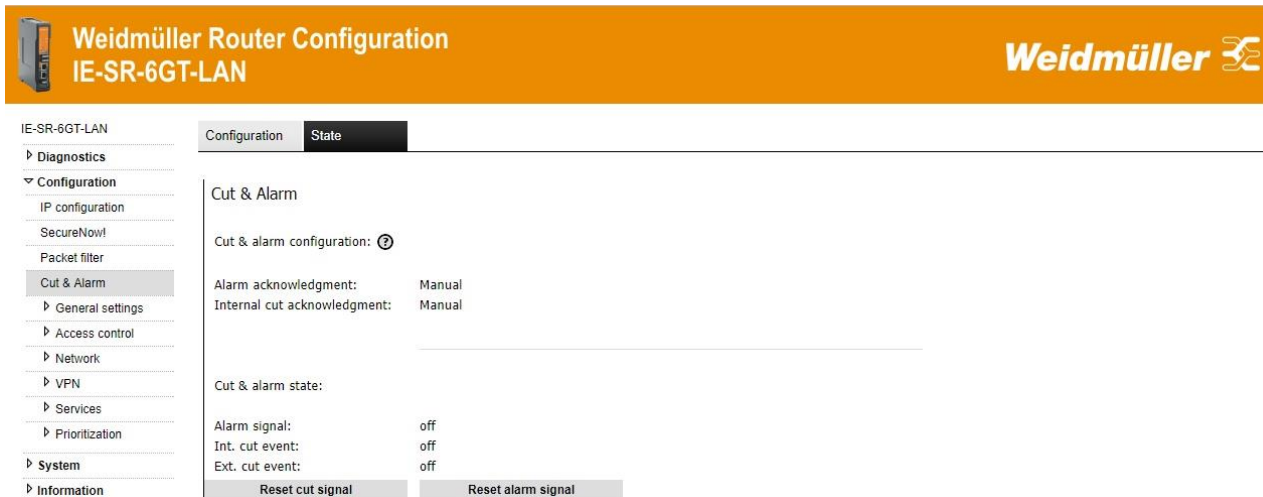 Weidmüller Router Configuration
IE-SR-6GT-LAN
Weidmüller
IE-SR-6GT-LAN
Diagnostics
Configuration
IP configuration
SecureNow!
Packet filter
Cut & Alarm
General settings
Access control
Network
VPN
Services
Prioritization
System
Information
Configuration State
Cut & Alarm
Cut & alarm configuration: ?
Alarm acknowledgment: Manual
Internal cut acknowledgment: Manual
Cut & alarm state:
Alarm signal: off
Int. cut event: off
Ext. cut event: off
Reset cut signal Reset alarm signal